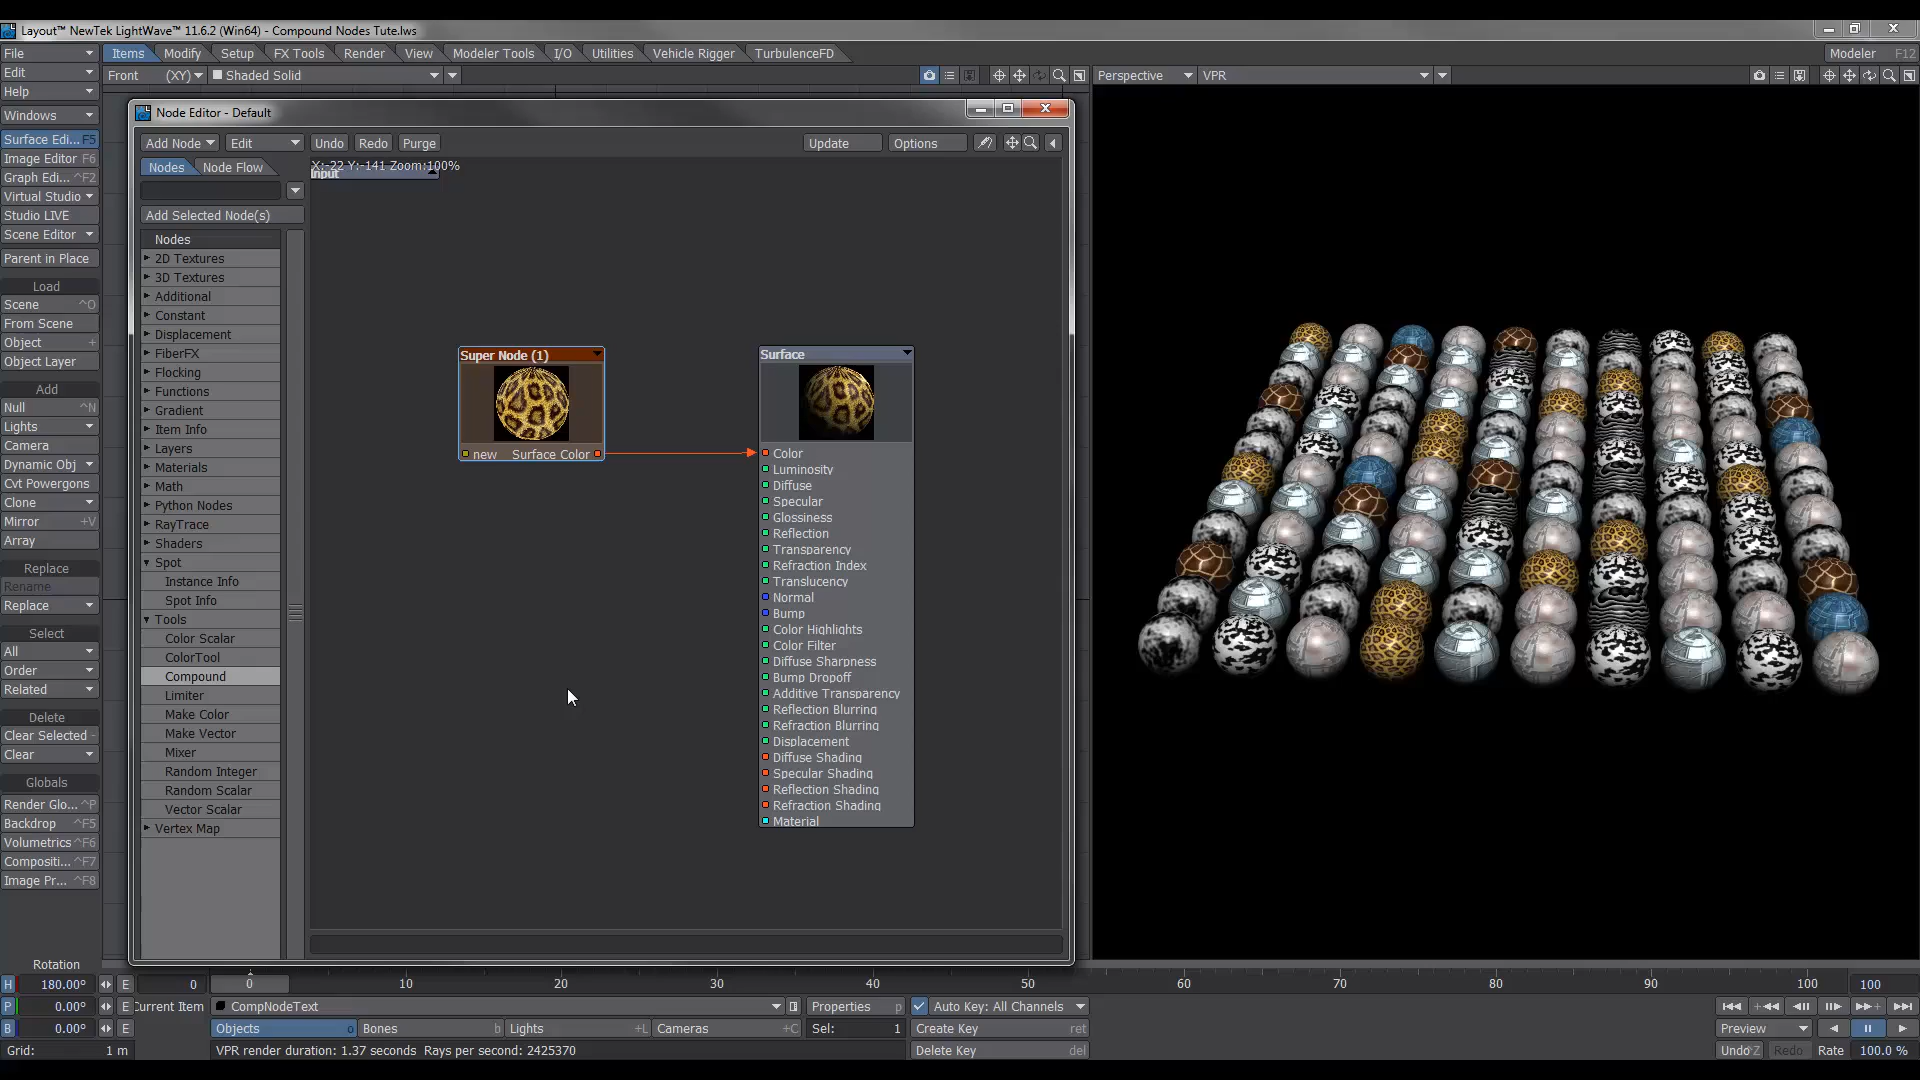 Layout™ NewTek LightWave™ 11.6.2 (Win64) - Compound Nodes Tute.lws
File Items Modify Setup FX Tools Render View Modeler Tools I/O Utilities Vehicle Rigger TurbulenceFD Modeler F12
Edit Front (XY) Shaded Solid Perspective VPR
Help
Windows
Surface Edi... F5
Image Editor F6
Graph Edi... ^F2
Virtual Studio
Studio LIVE
Scene Editor
Parent in Place
Load
Scene ^O
From Scene
Object +
Object Layer
Add
Null ^N
Lights
Camera
Dynamic Obj
Cvt Powergons
Clone
Mirror +V
Array
Replace
Rename
Replace
Select
All
Order
Related
Delete
Clear Selected -
Clear
Globals
Render Glo... ^P
Backdrop ^F5
Volumetrics ^F6
Compositi... ^F7
Image Pr... ^F8
Node Editor - Default
Add Node Edit Undo Redo Purge Update Options
Nodes Node Flow
X:-22 Y:-141 Zoom:100%
Input
Add Selected Node(s)
Nodes
2D Textures
3D Textures
Additional
Constant
Displacement
FiberFX
Flocking
Functions
Gradient
Item Info
Layers
Materials
Math
Python Nodes
RayTrace
Shaders
Spot
Instance Info
Spot Info
Tools
Color Scalar
ColorTool
Compound
Limiter
Make Color
Make Vector
Mixer
Random Integer
Random Scalar
Vector Scalar
Vertex Map
Super Node (1)
new Surface Color
Surface
Color
Luminosity
Diffuse
Specular
Glossiness
Reflection
Transparency
Refraction Index
Translucency
Normal
Bump
Color Highlights
Color Filter
Diffuse Sharpness
Bump Dropoff
Additive Transparency
Reflection Blurring
Refraction Blurring
Displacement
Diffuse Shading
Specular Shading
Reflection Shading
Refraction Shading
Material
Rotation
H 180.00° E 0 0 10 20 30 40 50 60 70 80 90 100 100
P 0.00° E Current Item CompNodeText Properties p Auto Key: All Channels
B 0.00° E Objects o Bones b Lights +L Cameras +C Sel: 1 Create Key ret Preview
Grid: 1 m VPR render duration: 1.37 seconds Rays per second: 2425370 Delete Key del Undo ^Z Redo Rate 100.0 %